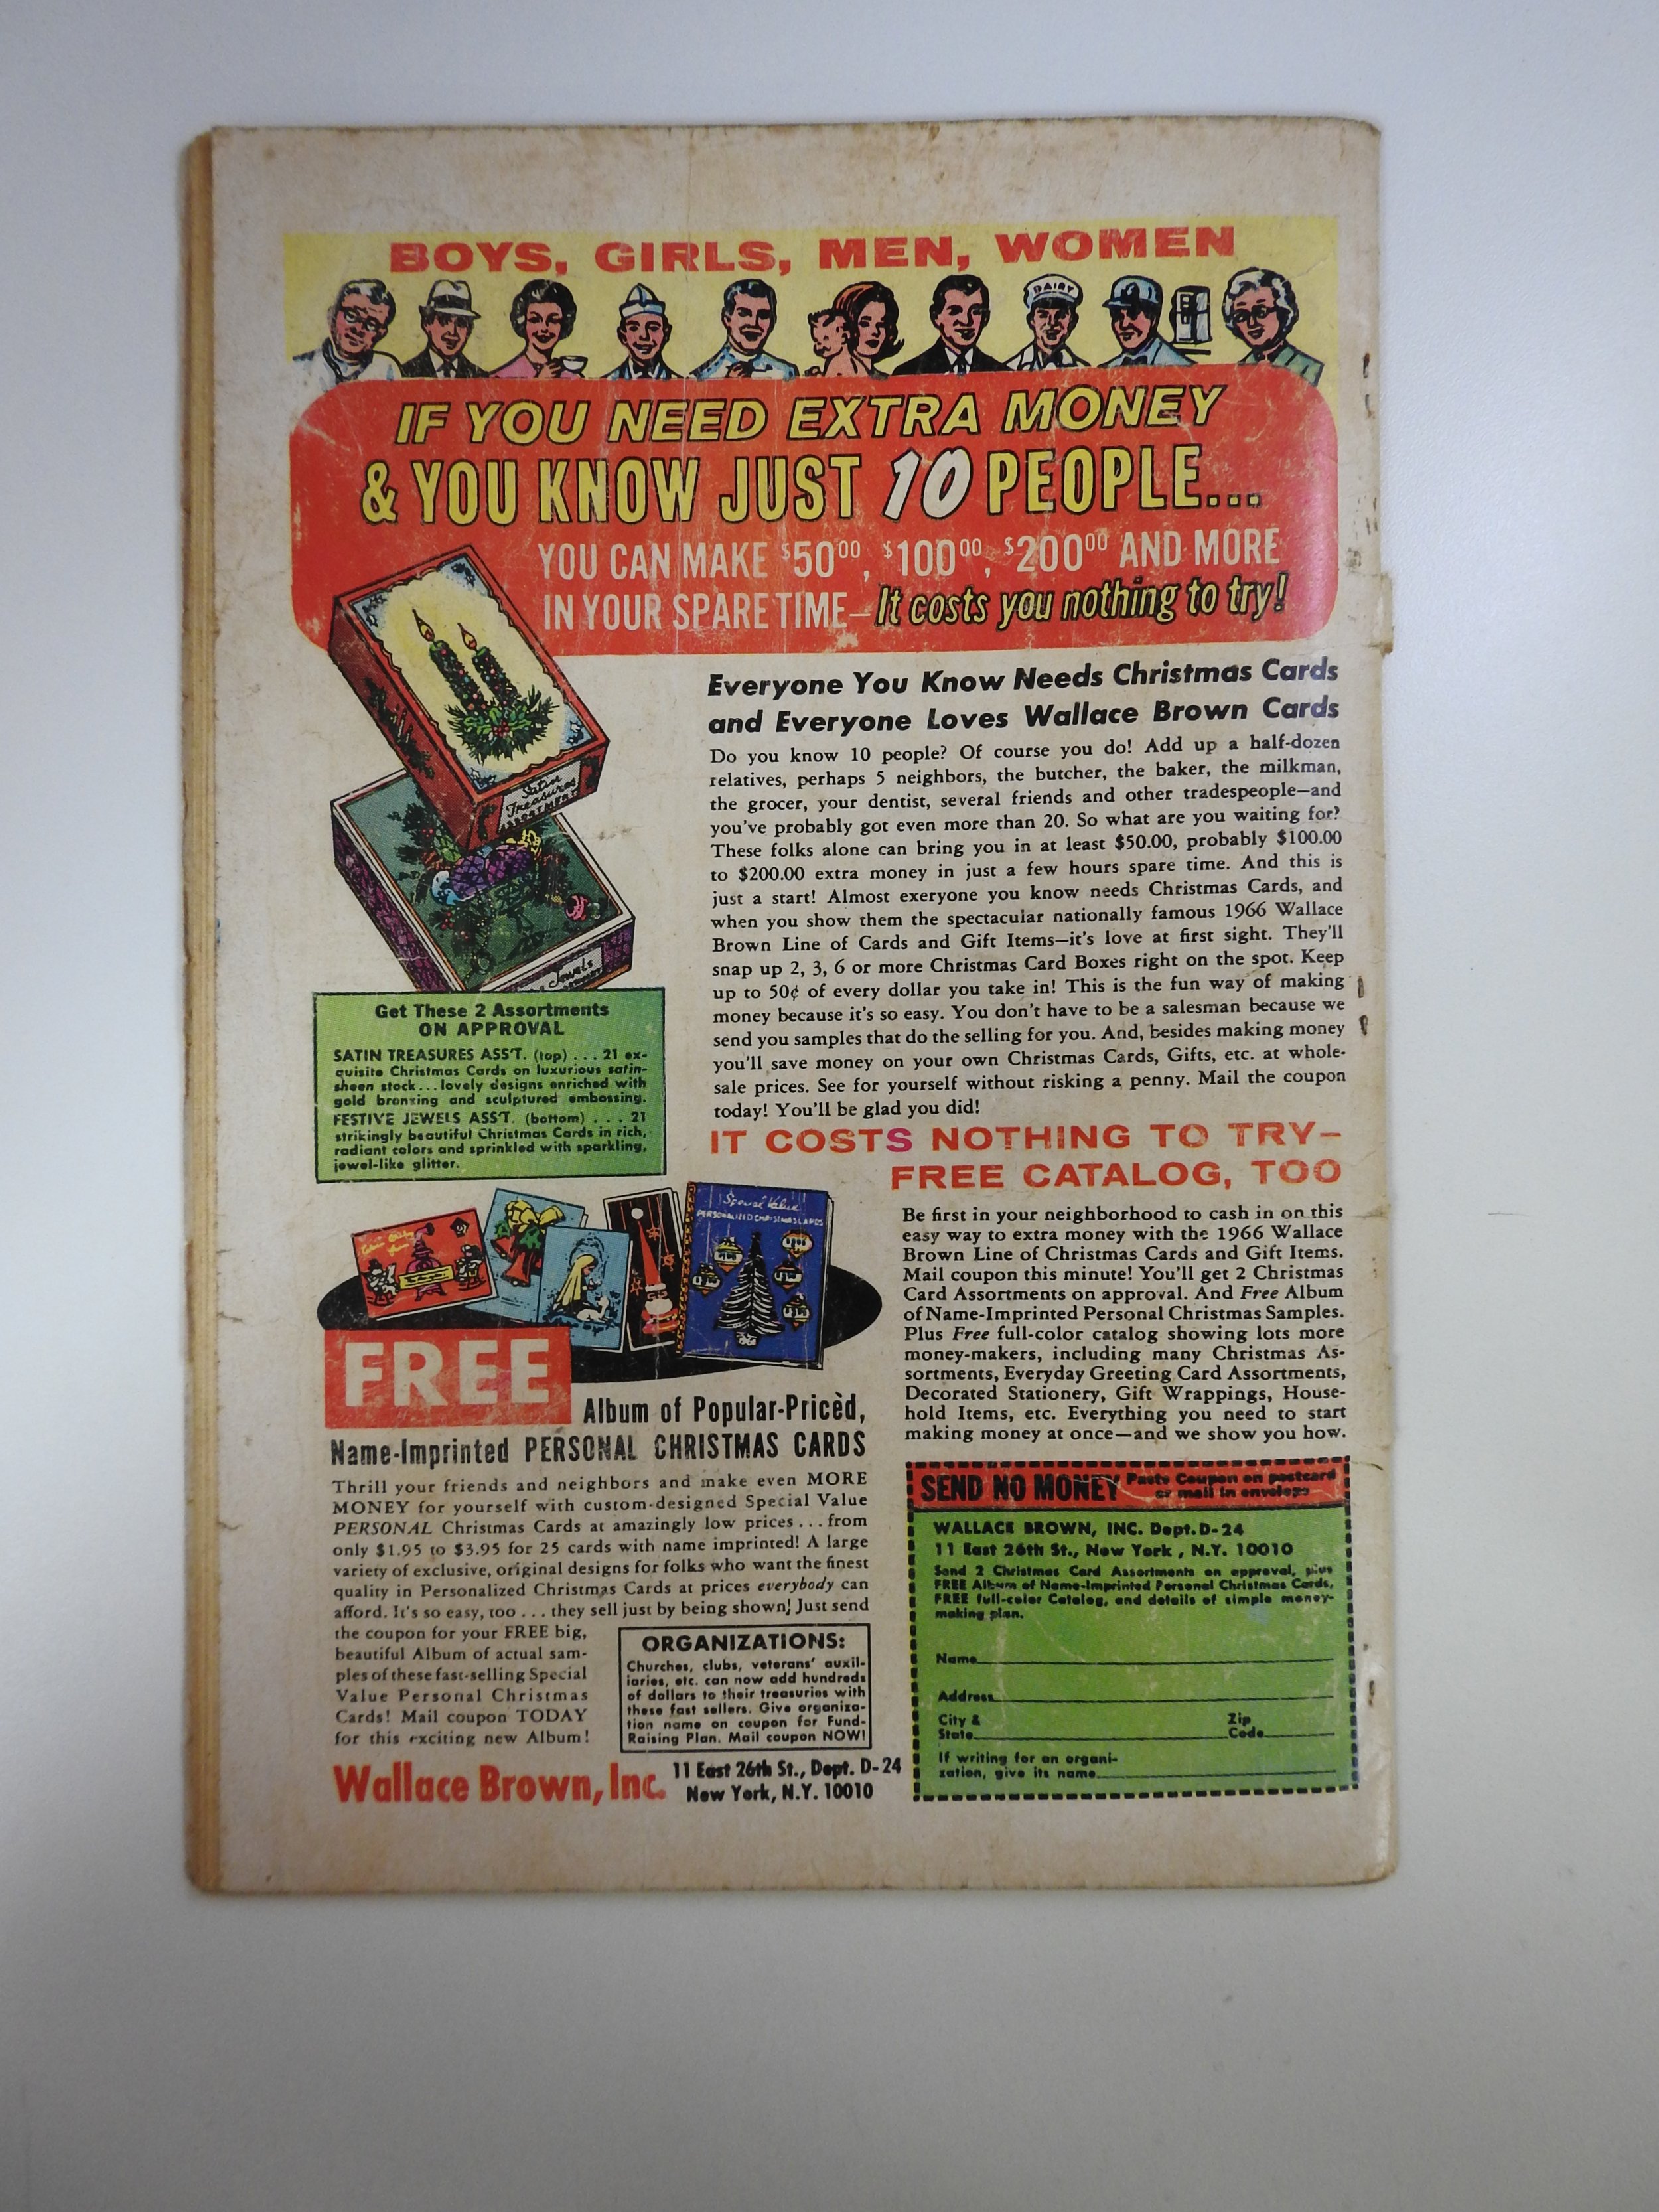 BOYS, GIRLS, MEN, WOMEN
DAIRY
IF YOU NEED EXTRA MONEY
& YOU KNOW JUST 10 PEOPLE...
YOU CAN MAKE $50⁰⁰, $100⁰⁰, $200⁰⁰ AND MORE
IN YOUR SPARE TIME—It costs you nothing to try!
Satin
Treasures
ASSORTMENT
Jewels
Get These 2 Assortments
ON APPROVAL
SATIN TREASURES ASS'T. (top) . . . 21 ex-
quisite Christmas Cards on luxurious satin-
sheen stock . . . lovely designs enriched with
gold bronzing and sculptured embossing.
FESTIVE JEWELS ASS'T. (bottom) . . . 21
strikingly beautiful Christmas Cards in rich,
radiant colors and sprinkled with sparkling,
jewel-like glitter.
Everyone You Know Needs Christmas Cards
and Everyone Loves Wallace Brown Cards
Do you know 10 people? Of course you do! Add up a half-dozen
relatives, perhaps 5 neighbors, the butcher, the baker, the milkman,
the grocer, your dentist, several friends and other tradespeople—and
you've probably got even more than 20. So what are you waiting for?
These folks alone can bring you in at least $50.00, probably $100.00
to $200.00 extra money in just a few hours spare time. And this is
just a start! Almost exeryone you know needs Christmas Cards, and
when you show them the spectacular nationally famous 1966 Wallace
Brown Line of Cards and Gift Items—it's love at first sight. They'll
snap up 2, 3, 6 or more Christmas Card Boxes right on the spot. Keep
up to 50¢ of every dollar you take in! This is the fun way of making
money because it's so easy. You don't have to be a salesman because we
send you samples that do the selling for you. And, besides making money
you'll save money on your own Christmas Cards, Gifts, etc. at whole-
sale prices. See for yourself without risking a penny. Mail the coupon
today! You'll be glad you did!
IT COSTS NOTHING TO TRY—
FREE CATALOG, TOO
Be first in your neighborhood to cash in on this
easy way to extra money with the 1966 Wallace
Brown Line of Christmas Cards and Gift Items.
Mail coupon this minute! You'll get 2 Christmas
Card Assortments on approval. And Free Album
of Name-Imprinted Personal Christmas Samples.
Plus Free full-color catalog showing lots more
money-makers, including many Christmas As-
sortments, Everyday Greeting Card Assortments,
Decorated Stationery, Gift Wrappings, House-
hold Items, etc. Everything you need to start
making money at once—and we show you how.
Special Value
PERSONALIZED CHRISTMAS CARDS
FREE
Album of Popular-Priced,
Name-Imprinted PERSONAL CHRISTMAS CARDS
Thrill your friends and neighbors and make even MORE
MONEY for yourself with custom-designed Special Value
PERSONAL Christmas Cards at amazingly low prices . . . from
only $1.95 to $3.95 for 25 cards with name imprinted! A large
variety of exclusive, original designs for folks who want the finest
quality in Personalized Christmas Cards at prices everybody can
afford. It's so easy, too . . . they sell just by being shown! Just send
the coupon for your FREE big,
beautiful Album of actual sam-
ples of these fast-selling Special
Value Personal Christmas
Cards! Mail coupon TODAY
for this exciting new Album!
ORGANIZATIONS:
Churches, clubs, veterans' auxil-
iaries, etc. can now add hundreds
of dollars to their treasuries with
these fast sellers. Give organiza-
tion name on coupon for Fund-
Raising Plan. Mail coupon NOW!
Wallace Brown, Inc.
11 East 26th St., Dept. D-24
New York, N.Y. 10010
SEND NO MONEY
Paste Coupon on postcard
or mail in envelope
WALLACE BROWN, INC. Dept. D-24
11 East 26th St., New York , N.Y. 10010
Send 2 Christmas Card Assortments on approval, plus
FREE Album of Name-Imprinted Personal Christmas Cards,
FREE full-color Catalog, and details of simple money-
making plan.
Name
Address
City &
State
Zip
Code
If writing for an organi-
zation, give its name